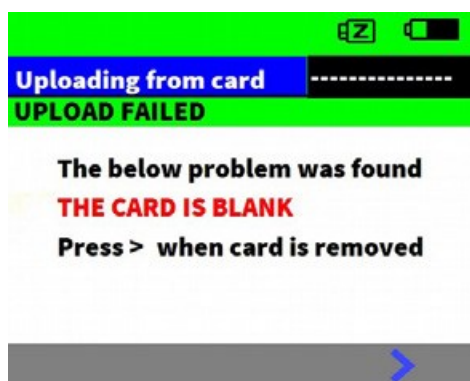 Z
Uploading from card ---------------
UPLOAD FAILED
The below problem was found
THE CARD IS BLANK
Press > when card is removed
>